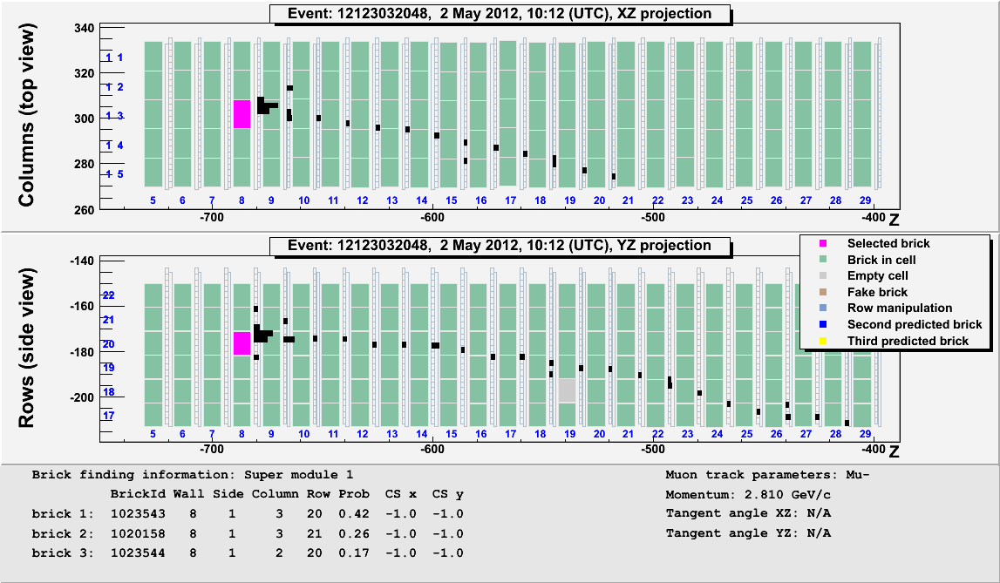 Event: 12123032048, 2 May 2012, 10:12 (UTC), XZ projection
Columns (top view)
340
1 1
320
1 2
300
1 3
1 4
280
1 5
260
5 6 7 8 9 10 11 12 13 14 15 16 17 18 19 20 21 22 23 24 25 26 27 28 29
-700 -600 -500 -400 Z
Event: 12123032048, 2 May 2012, 10:12 (UTC), YZ projection
Rows (side view)
-140
22
-160
21
20
-180
19
18
-200
17
5 6 7 8 9 10 11 12 13 14 15 16 17 18 19 20 21 22 23 24 25 26 27 28 29
-700 -600 -500 -400 Z
Selected brick
Brick in cell
Empty cell
Fake brick
Row manipulation
Second predicted brick
Third predicted brick
Brick finding information: Super module 1
BrickId Wall Side Column Row Prob CS x CS y
brick 1: 1023543 8 1 3 20 0.42 -1.0 -1.0
brick 2: 1020158 8 1 3 21 0.26 -1.0 -1.0
brick 3: 1023544 8 1 2 20 0.17 -1.0 -1.0
Muon track parameters: Mu-
Momentum: 2.810 GeV/c
Tangent angle XZ: N/A
Tangent angle YZ: N/A